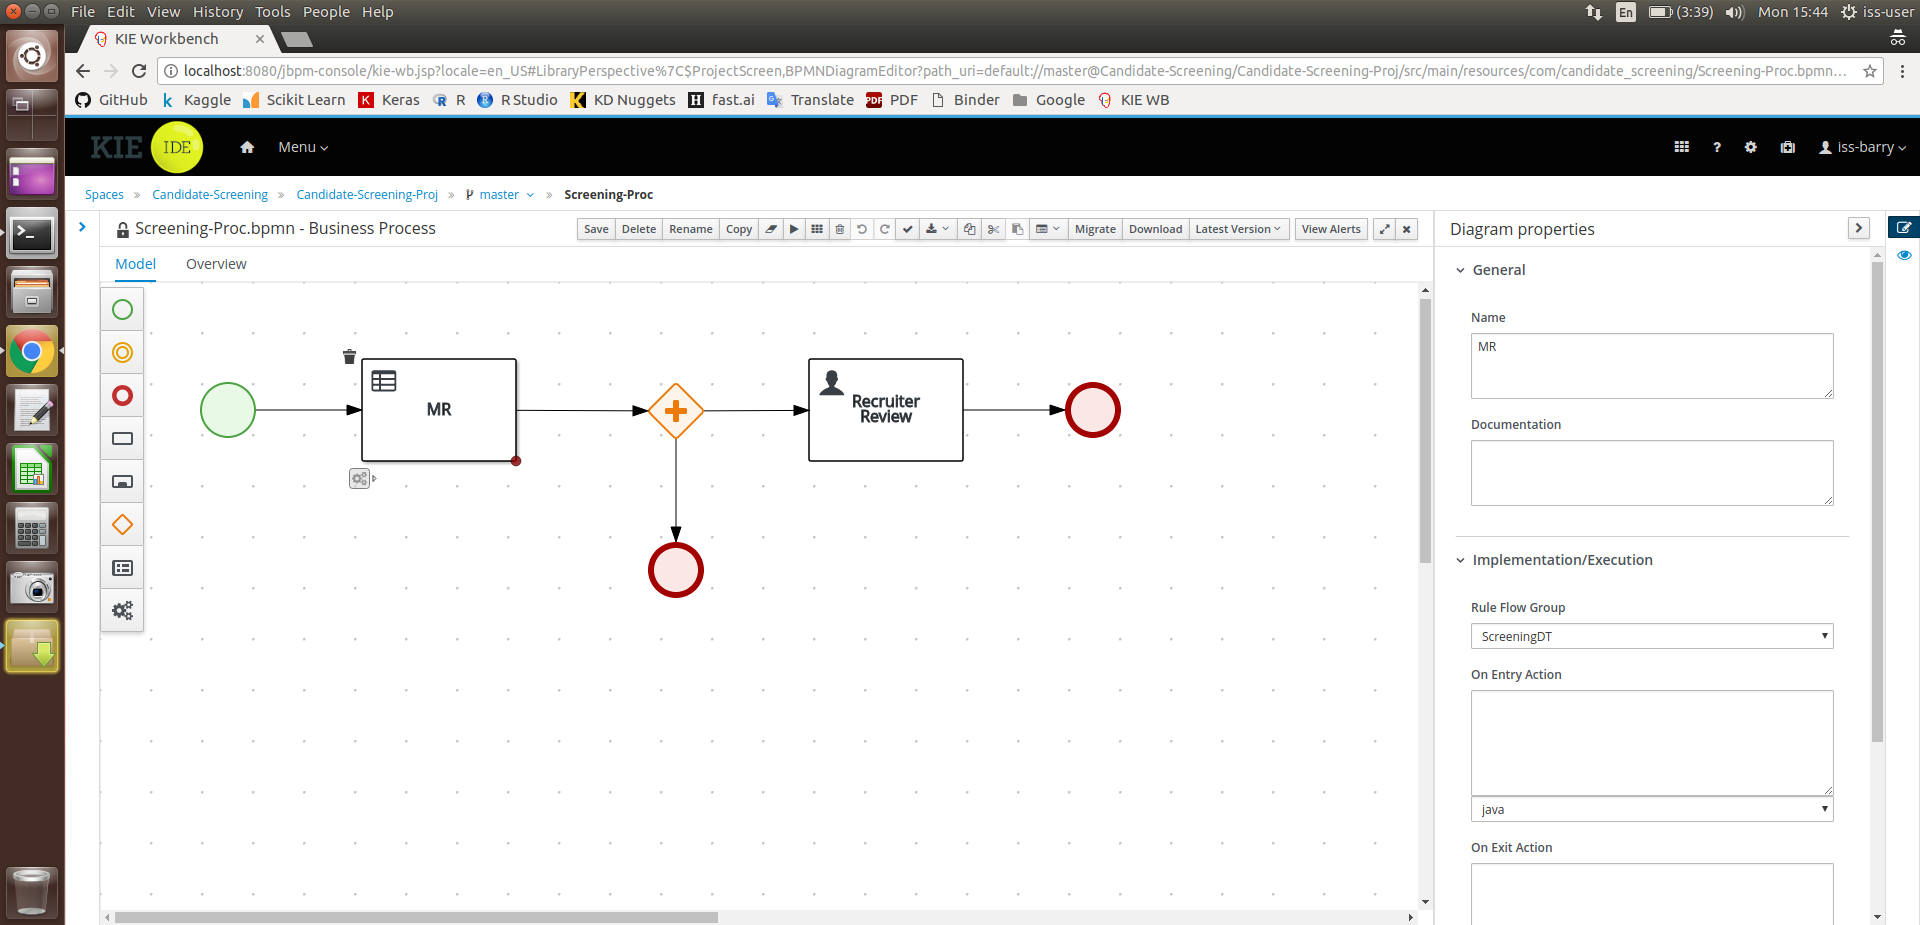 File Edit View History Tools People Help
En (3:39) Mon 15:44 iss-user
KIE Workbench
localhost:8080/jbpm-console/kie-wb.jsp?locale=en_US#LibraryPerspective%7C$ProjectScreen,BPMNDiagramEditor?path_uri=default://master@Candidate-Screening/Candidate-Screening-Proj/src/main/resources/com/candidate_screening/Screening-Proc.bpmn...
GitHub k Kaggle Scikit Learn K Keras R R R RStudio K KD Nuggets H fast.ai Translate PDF PDF Binder Google KIE WB
KIE IDE Menu ? iss-barry
Spaces » Candidate-Screening » Candidate-Screening-Proj » master » Screening-Proc
Screening-Proc.bpmn - Business Process
Save Delete Rename Copy Migrate Download Latest Version View Alerts
Diagram properties
Model Overview
General
Name
MR
Documentation
MR
Recruiter
Review
Implementation/Execution
Rule Flow Group
ScreeningDT
On Entry Action
java
On Exit Action